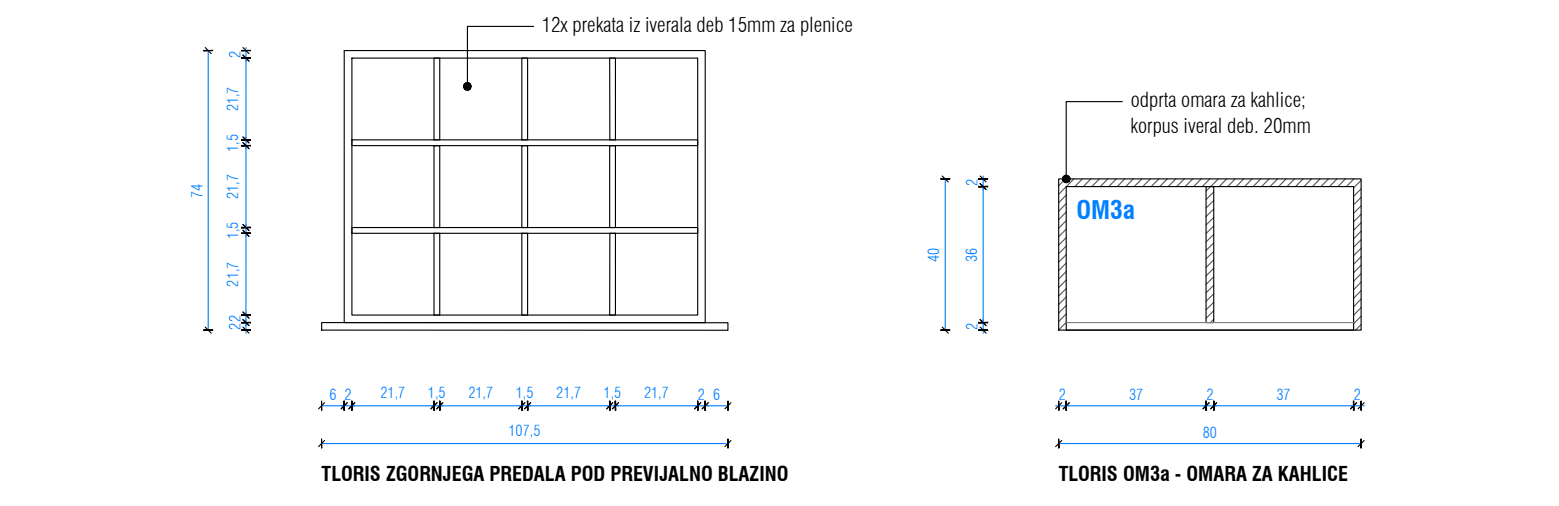 12x prekata iz iverala deb 15mm za plenice
odprta omara za kahlice;
korpus iveral deb. 20mm
74
2
21,7
1,5
21,7
1,5
21,7
22
OM3a
40
2
36
2
6 2 21,7 1,5 21,7 1,5 21,7 1,5 21,7 2 6
107,5
2 37 2 37 2
80
TLORIS ZGORNJEGA PREDALA POD PREVIJALNO BLAZINO
TLORIS OM3a - OMARA ZA KAHLICE